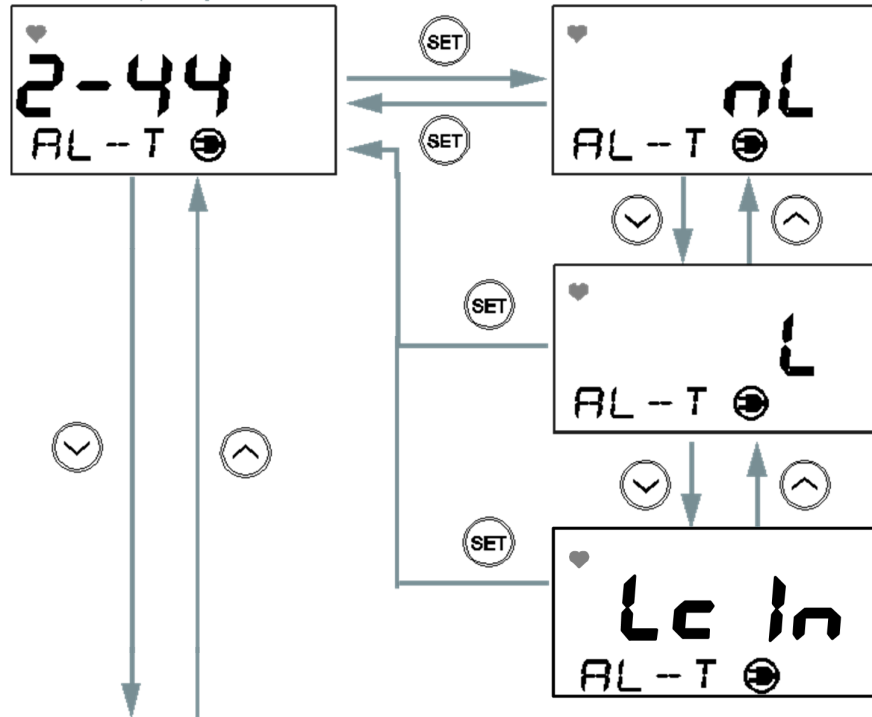 SET
2-44
AL--T
SET
nL
AL--T
SET
L
AL--T
SET
Lc In
AL--T